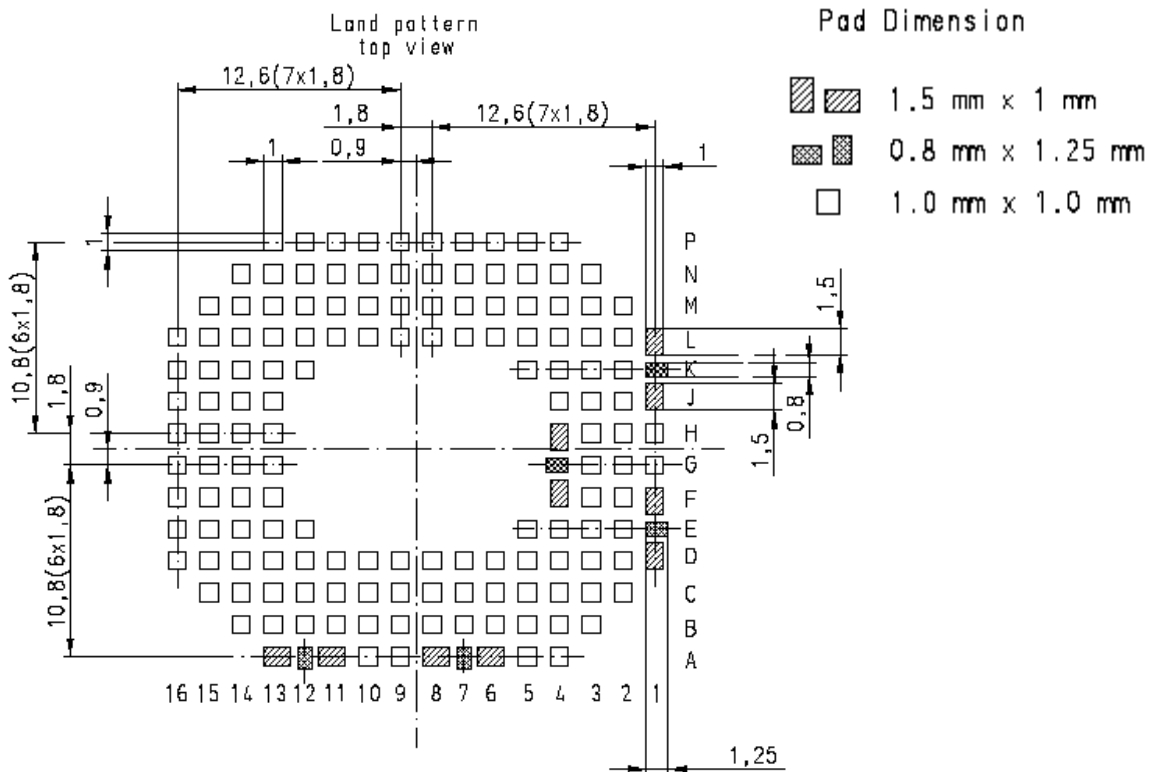 Land pattern
top view
Pad Dimension
12,6(7x1,8)
1.5 mm x 1 mm
1,8
12,6(7x1,8)
1
0,9
1
0.8 mm x 1.25 mm
1.0 mm x 1.0 mm
1
P
N
M
L
K
J
H
G
F
E
D
C
B
A
1,5
0,8
1,5
10,8(6x1,8)
1,8
0,9
10,8(6x1,8)
16 15 14 13 12 11 10 9 8 7 6 5 4 3 2 1
1,25